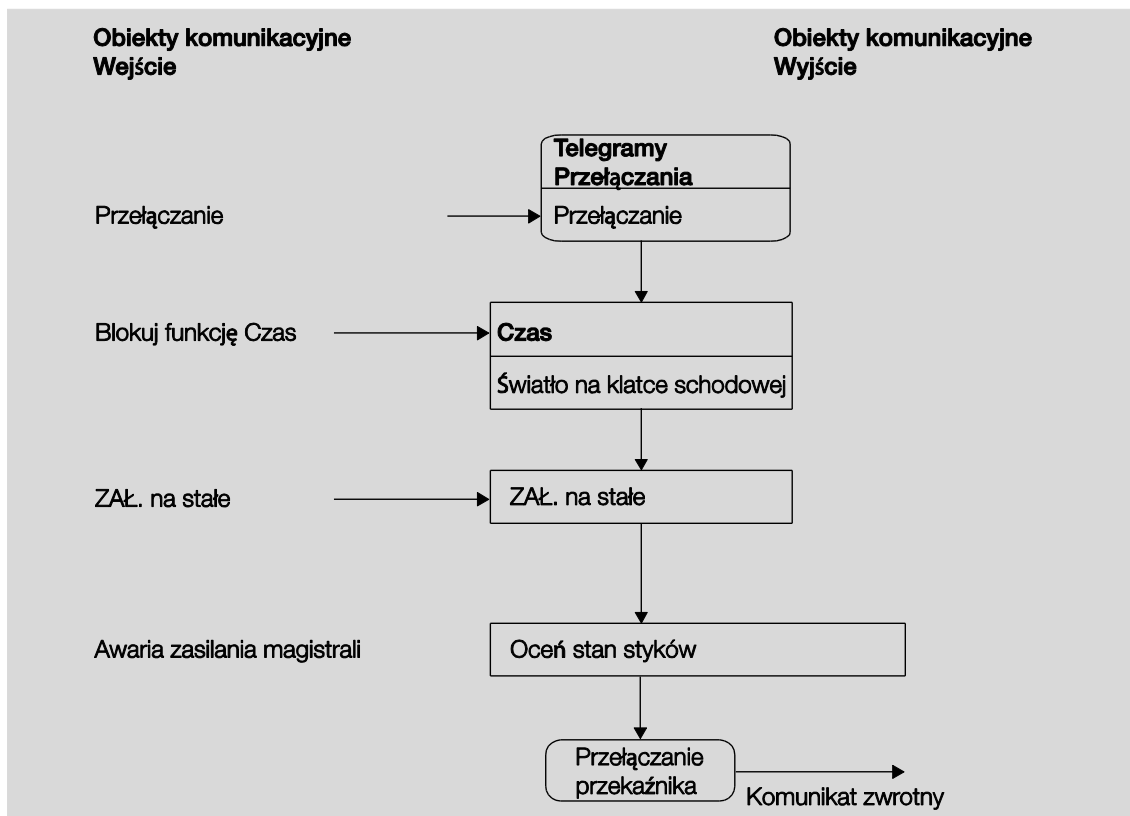 Obiekty komunikacyjne
Wejście
Obiekty komunikacyjne
Wyjście
Telegramy
Przełączania
Przełączanie
Przełączanie
Blokuj funkcję Czas
Czas
Światło na klatce schodowej
ZAŁ. na stałe
ZAŁ. na stałe
Awaria zasilania magistrali
Oceń stan styków
Przełączanie
przekaźnika
Komunikat zwrotny